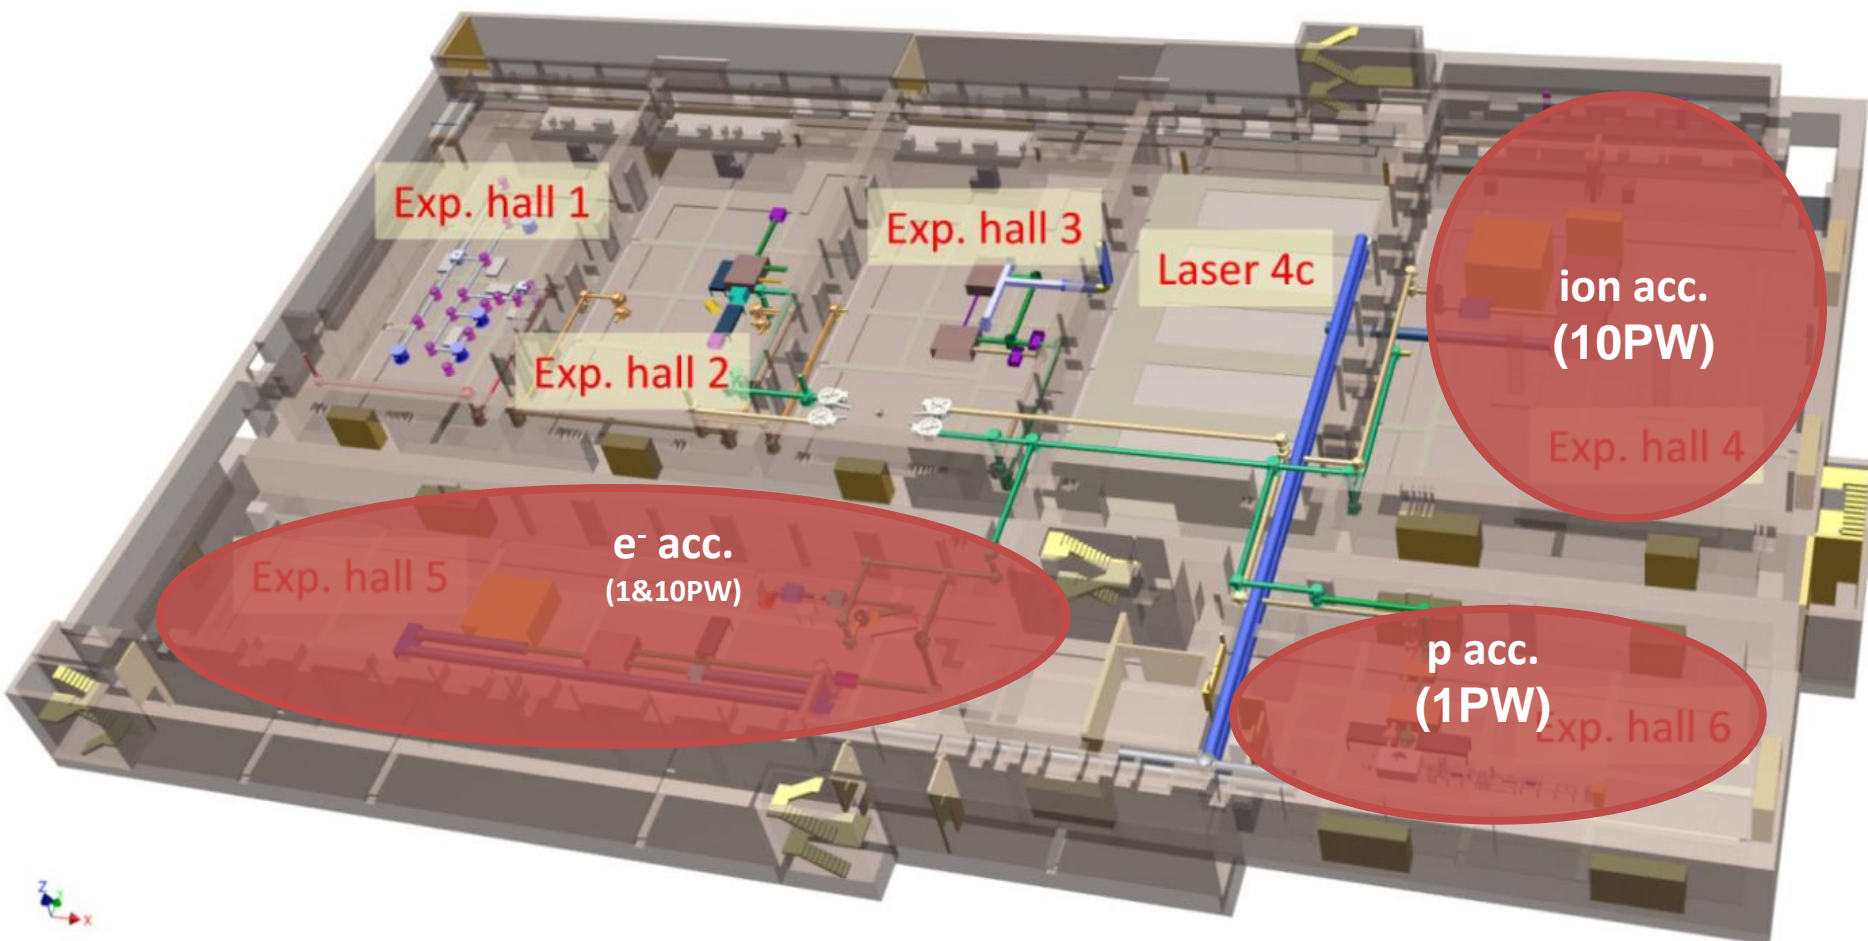 Exp. hall 1
Exp. hall 2
Exp. hall 3
Laser 4c
ion acc.
(10PW)
Exp. hall 4
Exp. hall 5
e⁻ acc.
(1&10PW)
p acc.
(1PW)
Exp. hall 6
Z
Y
X